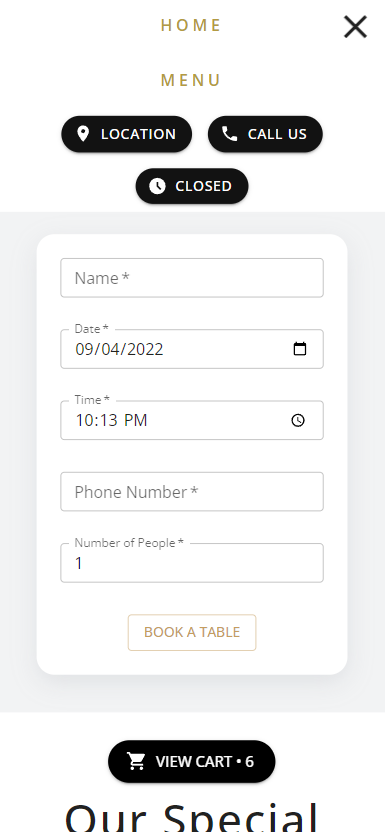 HOME
MENU
LOCATION
CALL US
CLOSED
Name *
Date *
09/04/2022
Time *
10:13 PM
Phone Number *
Number of People *
1
BOOK A TABLE
VIEW CART • 6
Our Special